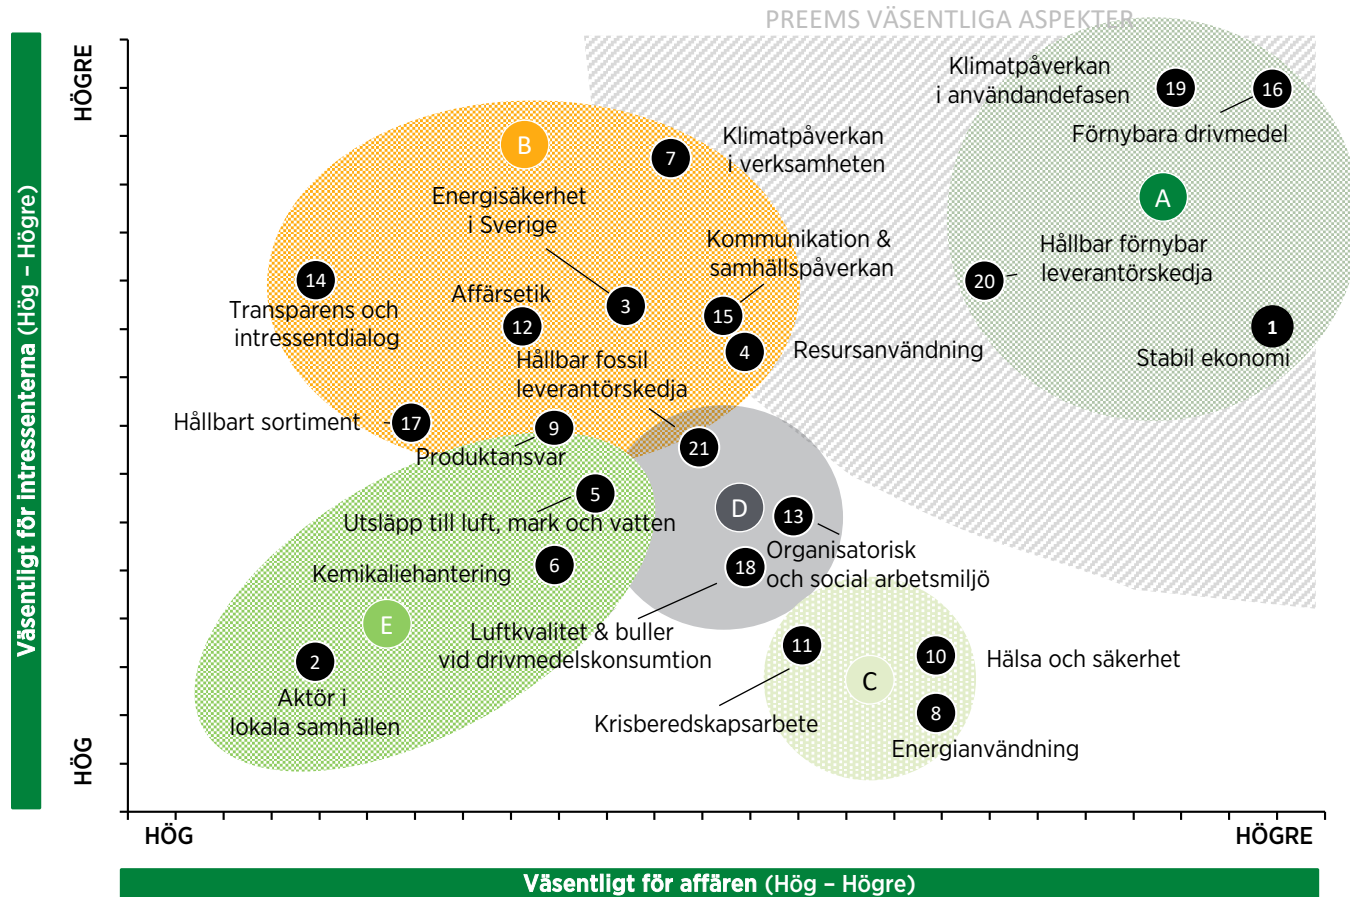 PREEMS VÄSENTLIGA ASPEKTER
Väsentligt för intressenterna (Hög – Högre)
HÖGRE
HÖG
Klimatpåverkan
i användandefasen
19
16
Förnybara drivmedel
B
7
Klimatpåverkan
i verksamheten
A
Energisäkerhet
i Sverige
Kommunikation &
samhällspåverkan
Hållbar förnybar
leverantörskedja
20
14
Transparens och
intressentdialog
Affärsetik
12
3
15
4
Resursanvändning
1
Stabil ekonomi
Hållbar fossil
leverantörskedja
Hållbart sortiment
17
9
Produktansvar
21
5
Utsläpp till luft, mark och vatten
D
13
Organisatorisk
och social arbetsmiljö
Kemikaliehantering
6
18
E
Luftkvalitet & buller
vid drivmedelskonsumtion
2
Aktör i
lokala samhällen
11
Krisberedskapsarbete
C
10
Hälsa och säkerhet
8
Energianvändning
HÖG
HÖGRE
Väsentligt för affären (Hög – Högre)